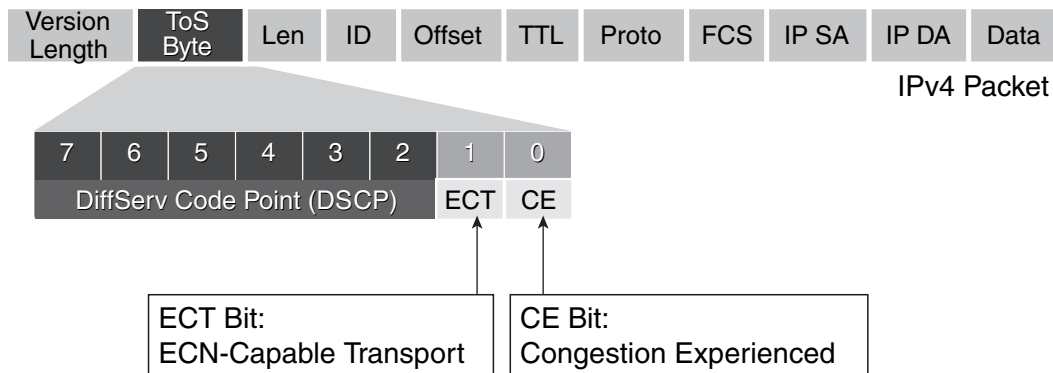 Version Length ToS Byte Len ID Offset TTL Proto FCS IP SA IP DA Data
IPv4 Packet
7 6 5 4 3 2 1 0
DiffServ Code Point (DSCP) ECT CE
ECT Bit:
ECN-Capable Transport
CE Bit:
Congestion Experienced